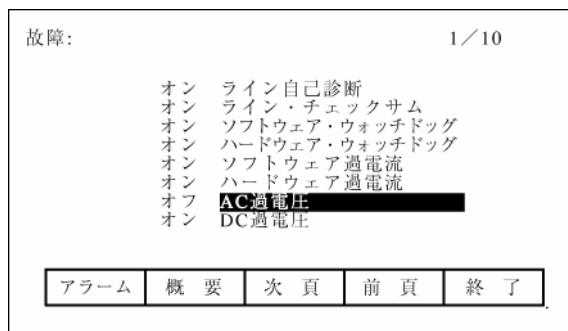 故障: 1／10
オン ライン自己診断
オン ライン・チェックサム
オン ソフトウェア・ウォッチドッグ
オン ハードウェア・ウォッチドッグ
オン ソフトウェア過電流
オン ハードウェア過電流
オフ AC過電圧
オン DC過電圧
アラーム 概 要 次 頁 前 頁 終 了